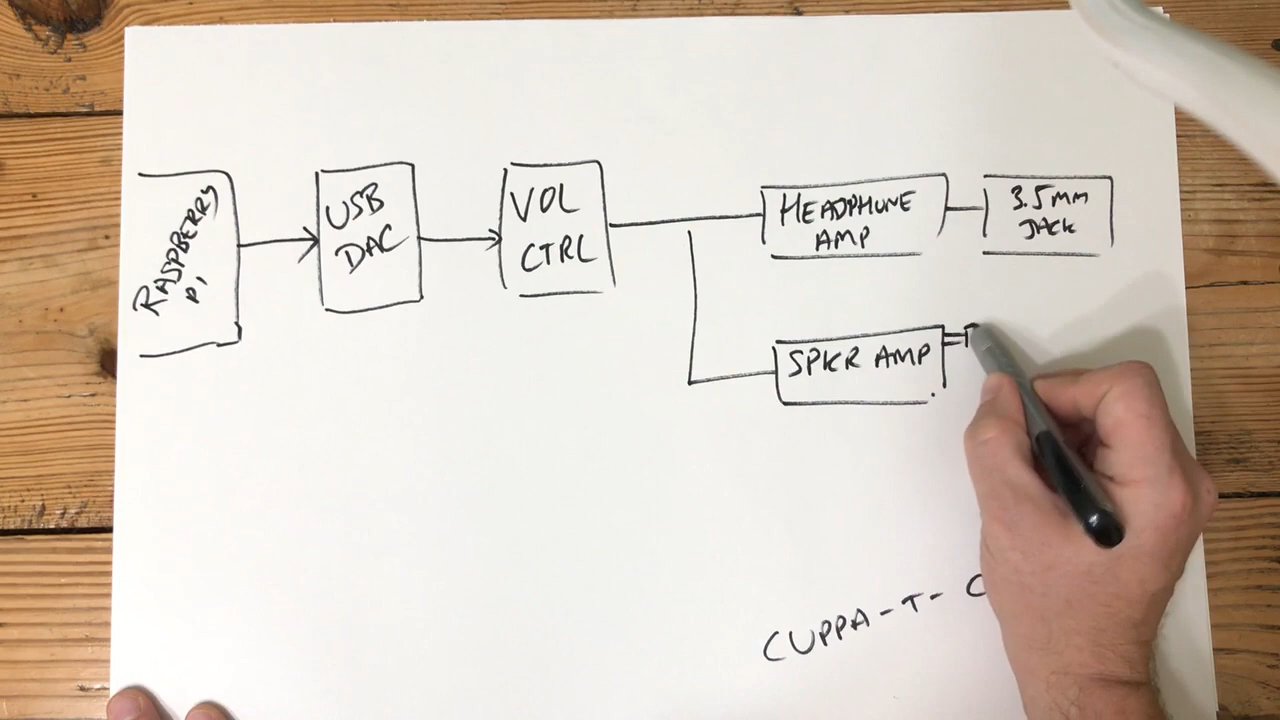 RASPBERRY
PI
USB
DAC
VOL
CTRL
HEADPHONE
AMP
3.5mm
JACK
SPKR AMP
CUPPA-T-C